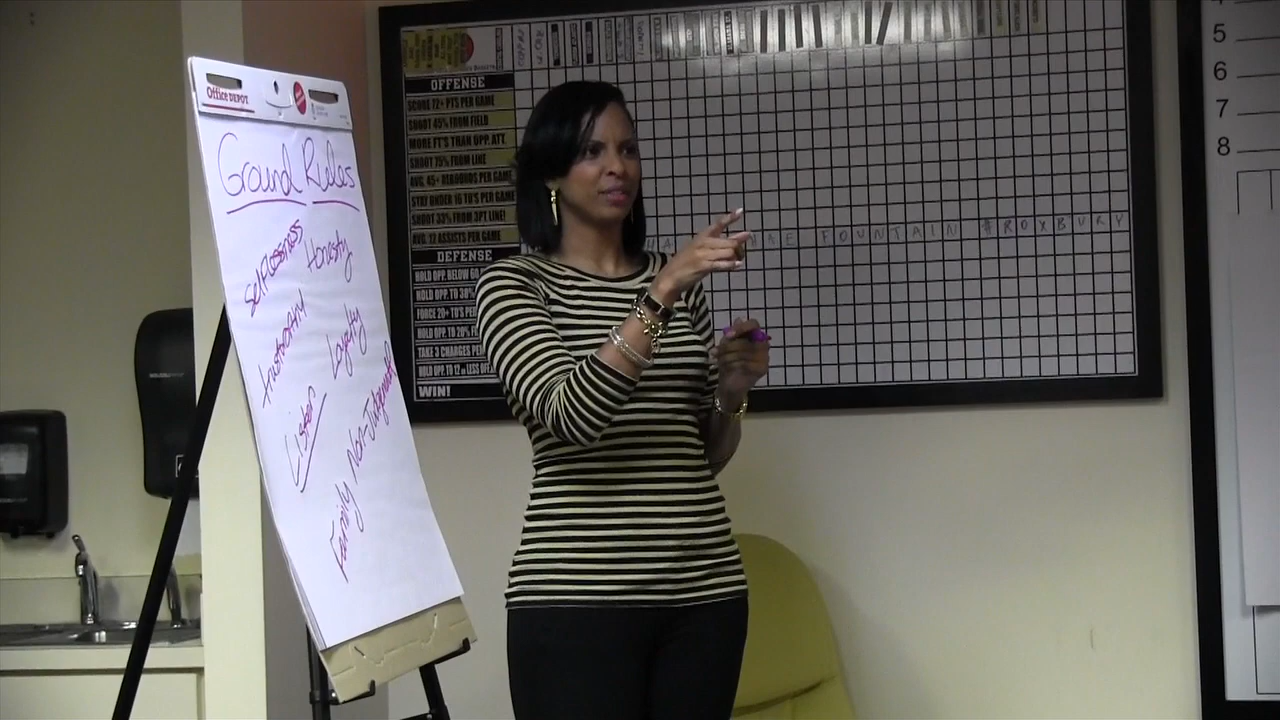 Office DEPOT
Ground Rules
Selflessness
Honesty
Loyalty
Listen
Non-Judgmental
Family
OFFENSE
SCORE 72+ PTS PER GAME
SHOOT 45% FROM FIELD
MORE FT'S THAN OPP. ATT.
SHOOT 75% FROM LINE
AVG. 45+ REBOUNDS PER GAME
STAY UNDER 16 TO'S PER GAME
SHOOT 33% FROM 3PT LINE!
AVG. 12 ASSISTS PER GAME
DEFENSE
HOLD OPP. BELOW
HOLD OPP. TO 38%
FORCE 20+ TO'S PER
HOLD OPP. TO 28%
TAKE 3 CHARGES
HOLD OPP. TO 12 or LESS OFF
WIN!
FOUNTAIN #ROXBURY
5
6
7
8